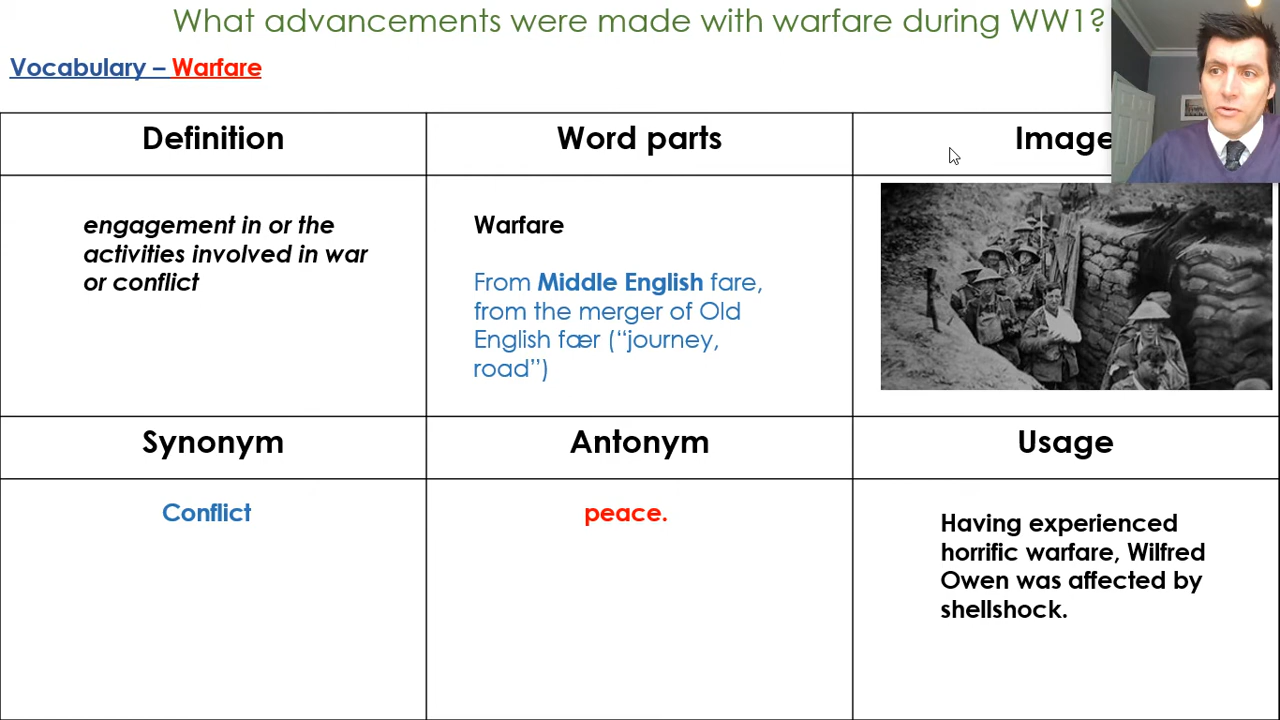 What advancements were made with warfare during WW1?
Vocabulary – Warfare
Definition
Word parts
Image
engagement in or the
activities involved in war
or conflict
Warfare
From Middle English fare,
from the merger of Old
English fær (“journey,
road”)
Synonym
Antonym
Usage
Conflict
peace.
Having experienced
horrific warfare, Wilfred
Owen was affected by
shellshock.